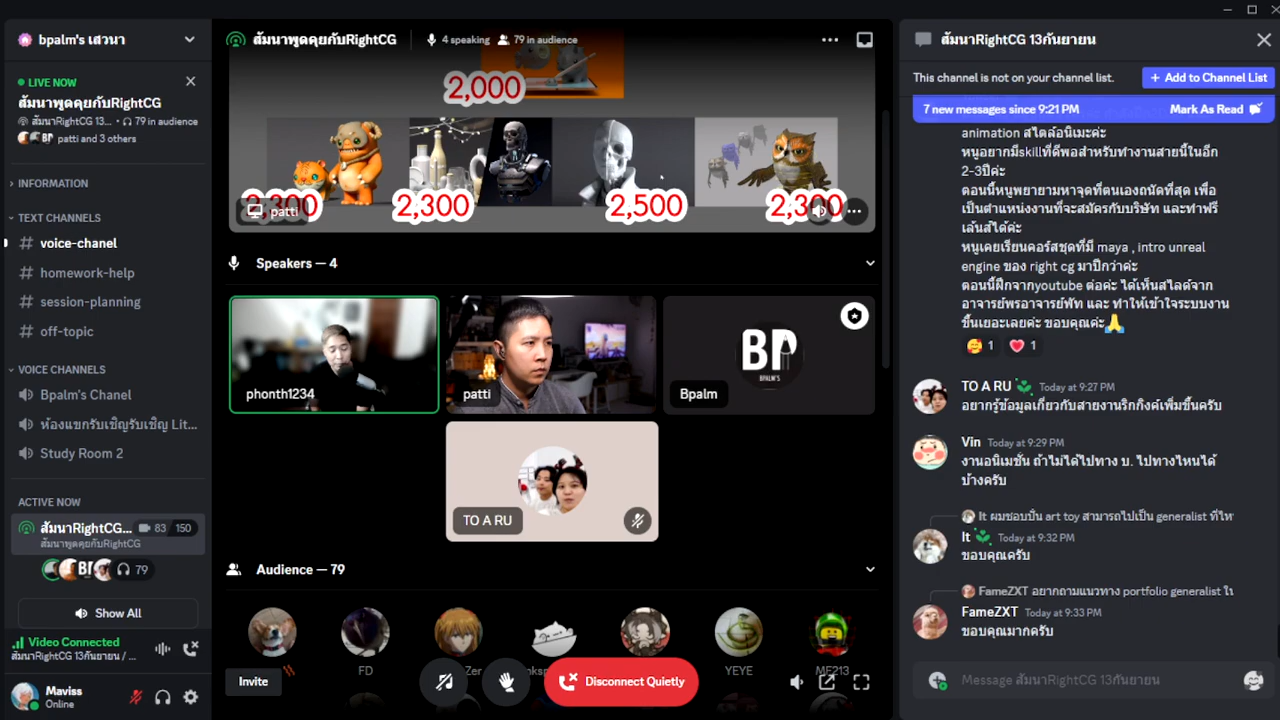 bpalm's เสวนา
LIVE NOW
สัมนาพูดคุยกับRightCG
สัมนาRightCG 13... 79 in audience
patti and 3 others
INFORMATION
TEXT CHANNELS
voice-chanel
homework-help
session-planning
off-topic
VOICE CHANNELS
Bpalm's Chanel
ห้องแขกรับเชิญรับเชิญ Lit...
Study Room 2
ACTIVE NOW
สัมนาRightCG... 83 150
สัมนาพูดคุยกับRightCG
BP 79
Show All
Video Connected
สัมนาRightCG 13กันยายน / ...
Maviss
Online
สัมนาพูดคุยกับRightCG 4 speaking 79 in audience
2,000
2,300 2,300 2,500 2,300
patti
Speakers — 4
phonth1234
patti
BP
BPALM'S
Bpalm
TO A RU
Audience — 79
FD YEYE MF213
Invite
Disconnect Quietly
สัมนาRightCG 13กันยายน
This channel is not on your channel list.
+ Add to Channel List
7 new messages since 9:21 PM Mark As Read
animation สไตล์อนิเมะค่ะ
หนูอยากมีskillที่ดีพอสำหรับทำงานสายนี้ในอีก
2-3ปีค่ะ
ตอนนี้หนูพยายามหาจุดที่ตนเองถนัดที่สุด เพื่อ
เป็นตำแหน่งงานที่จะสมัครกับบริษัท และทำฟรี
เล้นส์ได้ค่ะ
หนูเคยเรียนคอร์สชุดที่มี maya , intro unreal
engine ของ right cg มาปีกว่าค่ะ
ตอนนี้ฝึกจากyoutube ต่อค่ะ ได้เห็นสไลด์จาก
อาจารย์พรอาจารย์พัท และ ทำให้เข้าใจระบบงาน
ขึ้นเยอะเลยค่ะ ขอบคุณค่ะ🙏
🥰 1 ❤️ 1
TO A RU Today at 9:27 PM
อยากรู้ข้อมูลเกี่ยวกับสายงานริกกิงค์เพิ่มขึ้นครับ
Vin Today at 9:29 PM
งานอนิเมชั่น ถ้าไม่ได้ไปทาง บ. ไปทางไหนได้
บ้างครับ
It ผมชอบปั้น art toy สามารถไปเป็น generalist ที่ไห
It Today at 9:32 PM
ขอบคุณครับ
FameZXT อยากถามแนวทาง portfolio generalist ใ
FameZXT Today at 9:33 PM
ขอบคุณมากครับ
Message สัมนาRightCG 13กันยายน